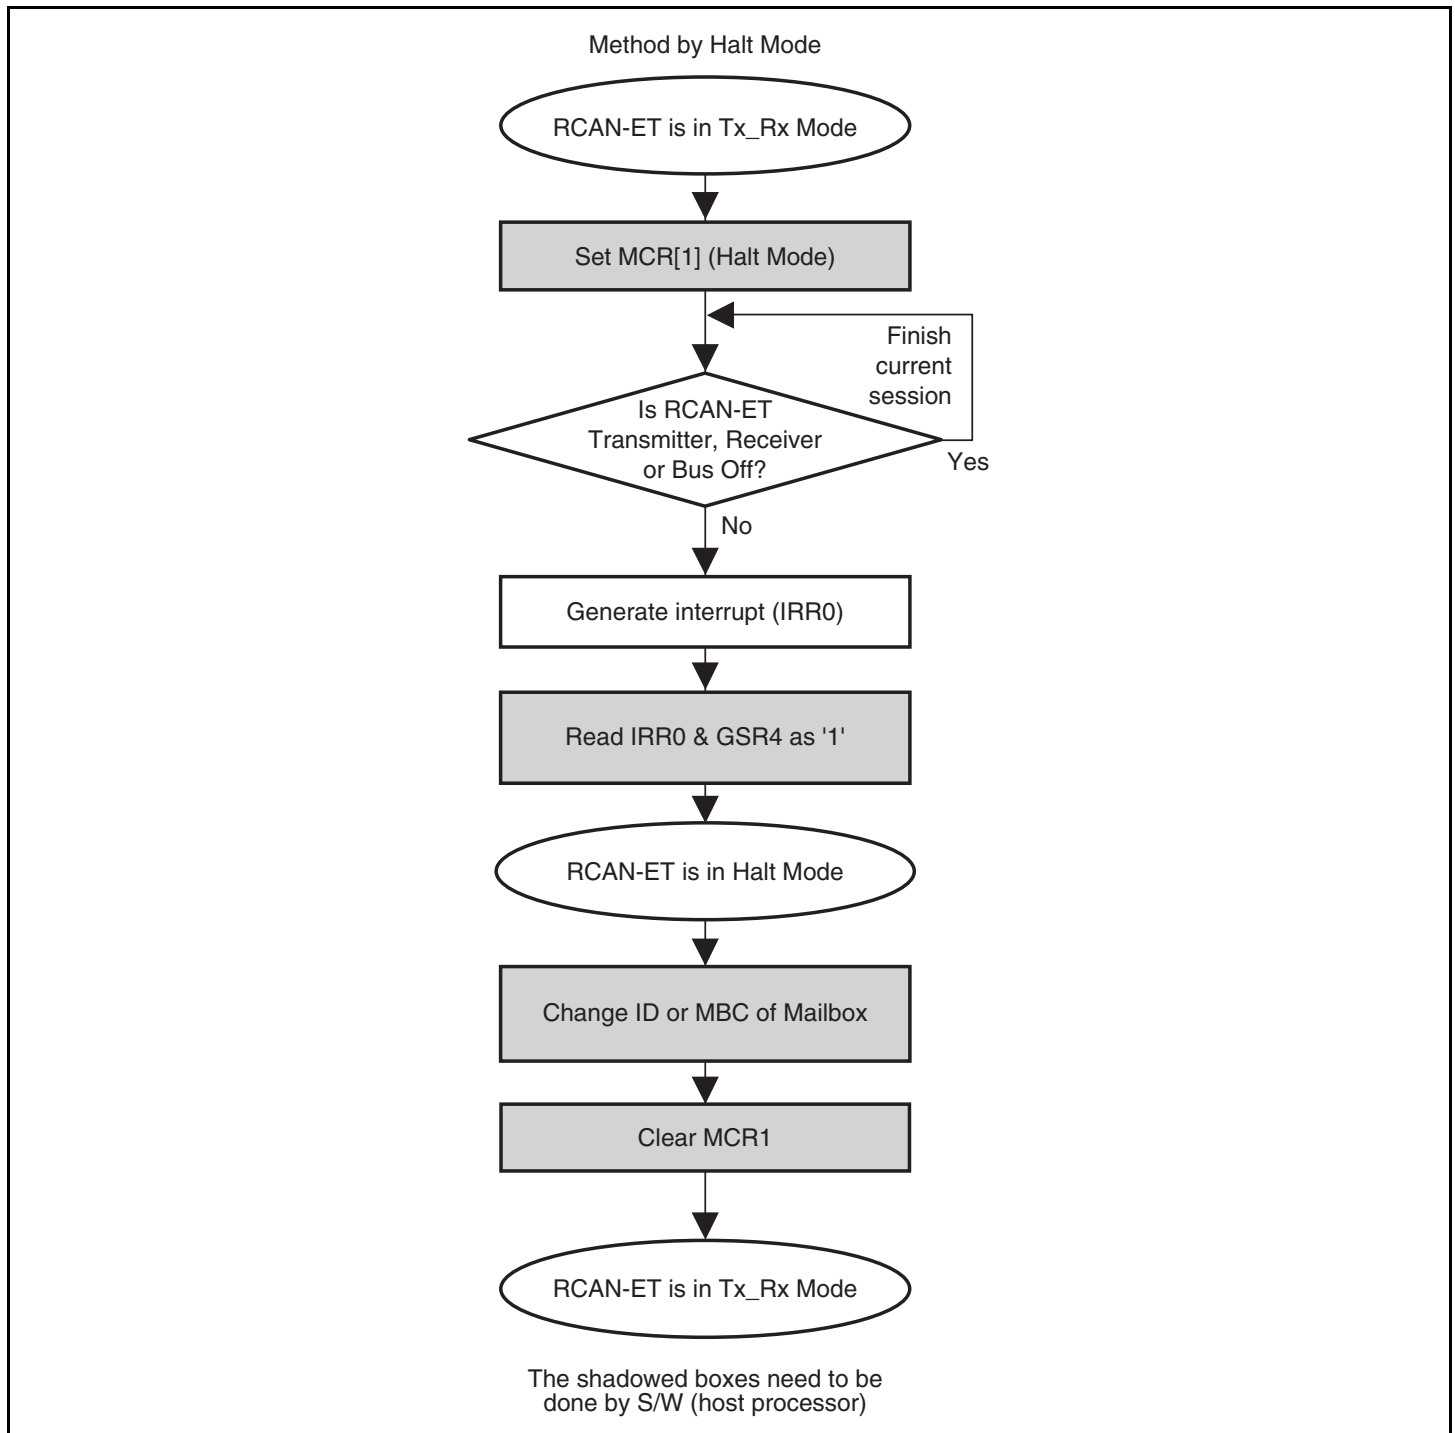 Method by Halt Mode
RCAN-ET is in Tx_Rx Mode
Set MCR[1] (Halt Mode)
Finish
current
session
Is RCAN-ET
Transmitter, Receiver
or Bus Off?
Yes
No
Generate interrupt (IRR0)
Read IRR0 & GSR4 as '1'
RCAN-ET is in Halt Mode
Change ID or MBC of Mailbox
Clear MCR1
RCAN-ET is in Tx_Rx Mode
The shadowed boxes need to be
done by S/W (host processor)